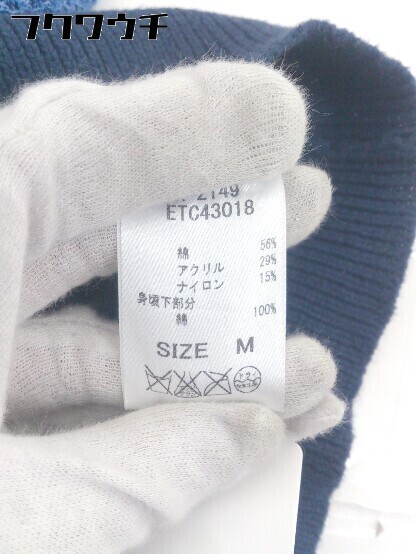 フクワウチ
2149
ETC43018
綿 56%
アクリル 29%
ナイロン 15%
身頃下部分
綿 100%
SIZE M